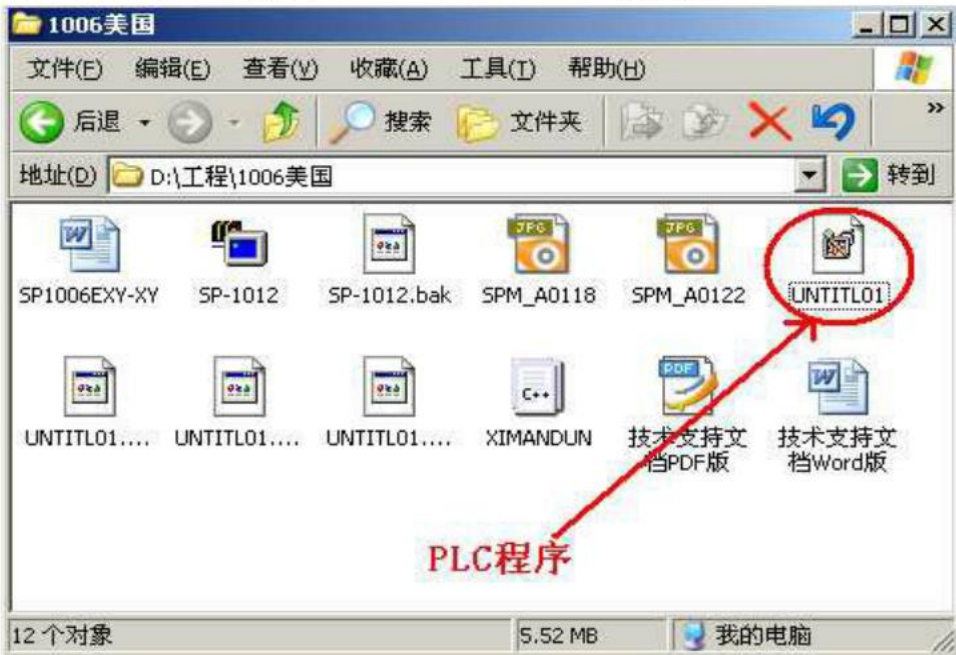 1006美国
文件(F) 编辑(E) 查看(V) 收藏(A) 工具(T) 帮助(H)
后退 搜索 文件夹 »
地址(D) D:\工程\1006美国 转到
JPG JPG
SP1006EXY-XY SP-1012 SP-1012.bak SPM_A0118 SPM_A0122 UNTITL01
C++ PDF
UNTITL01.... UNTITL01.... UNTITL01.... XIMANDUN 技术支持文档PDF版 技术支持文档Word版
PLC程序
12 个对象 5.52 MB 我的电脑